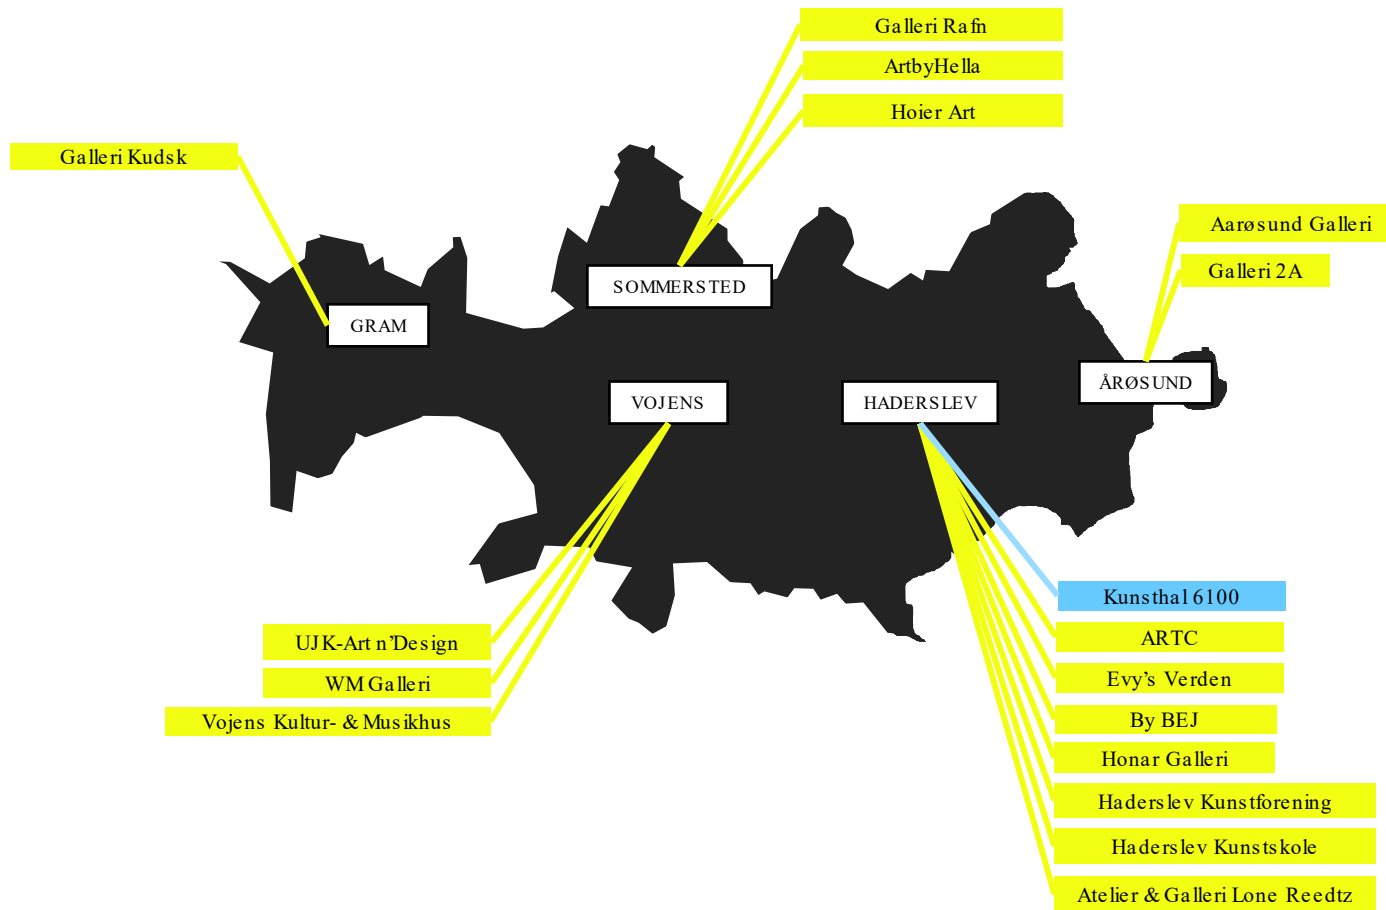 Galleri Rafn
ArtbyHella
Hoier Art
Galleri Kudsk
Aarøsund Galleri
Galleri 2A
SOMMERSTED
GRAM
ÅRØSUND
VOJENS
HADERSLEV
Kunsthal 6100
ARTC
Evy’s Verden
By BEJ
Honar Galleri
Haderslev Kunstforening
Haderslev Kunstskole
Atelier & Galleri Lone Reedtz
UJK-Art n’Design
WM Galleri
Vojens Kultur- & Musikhus